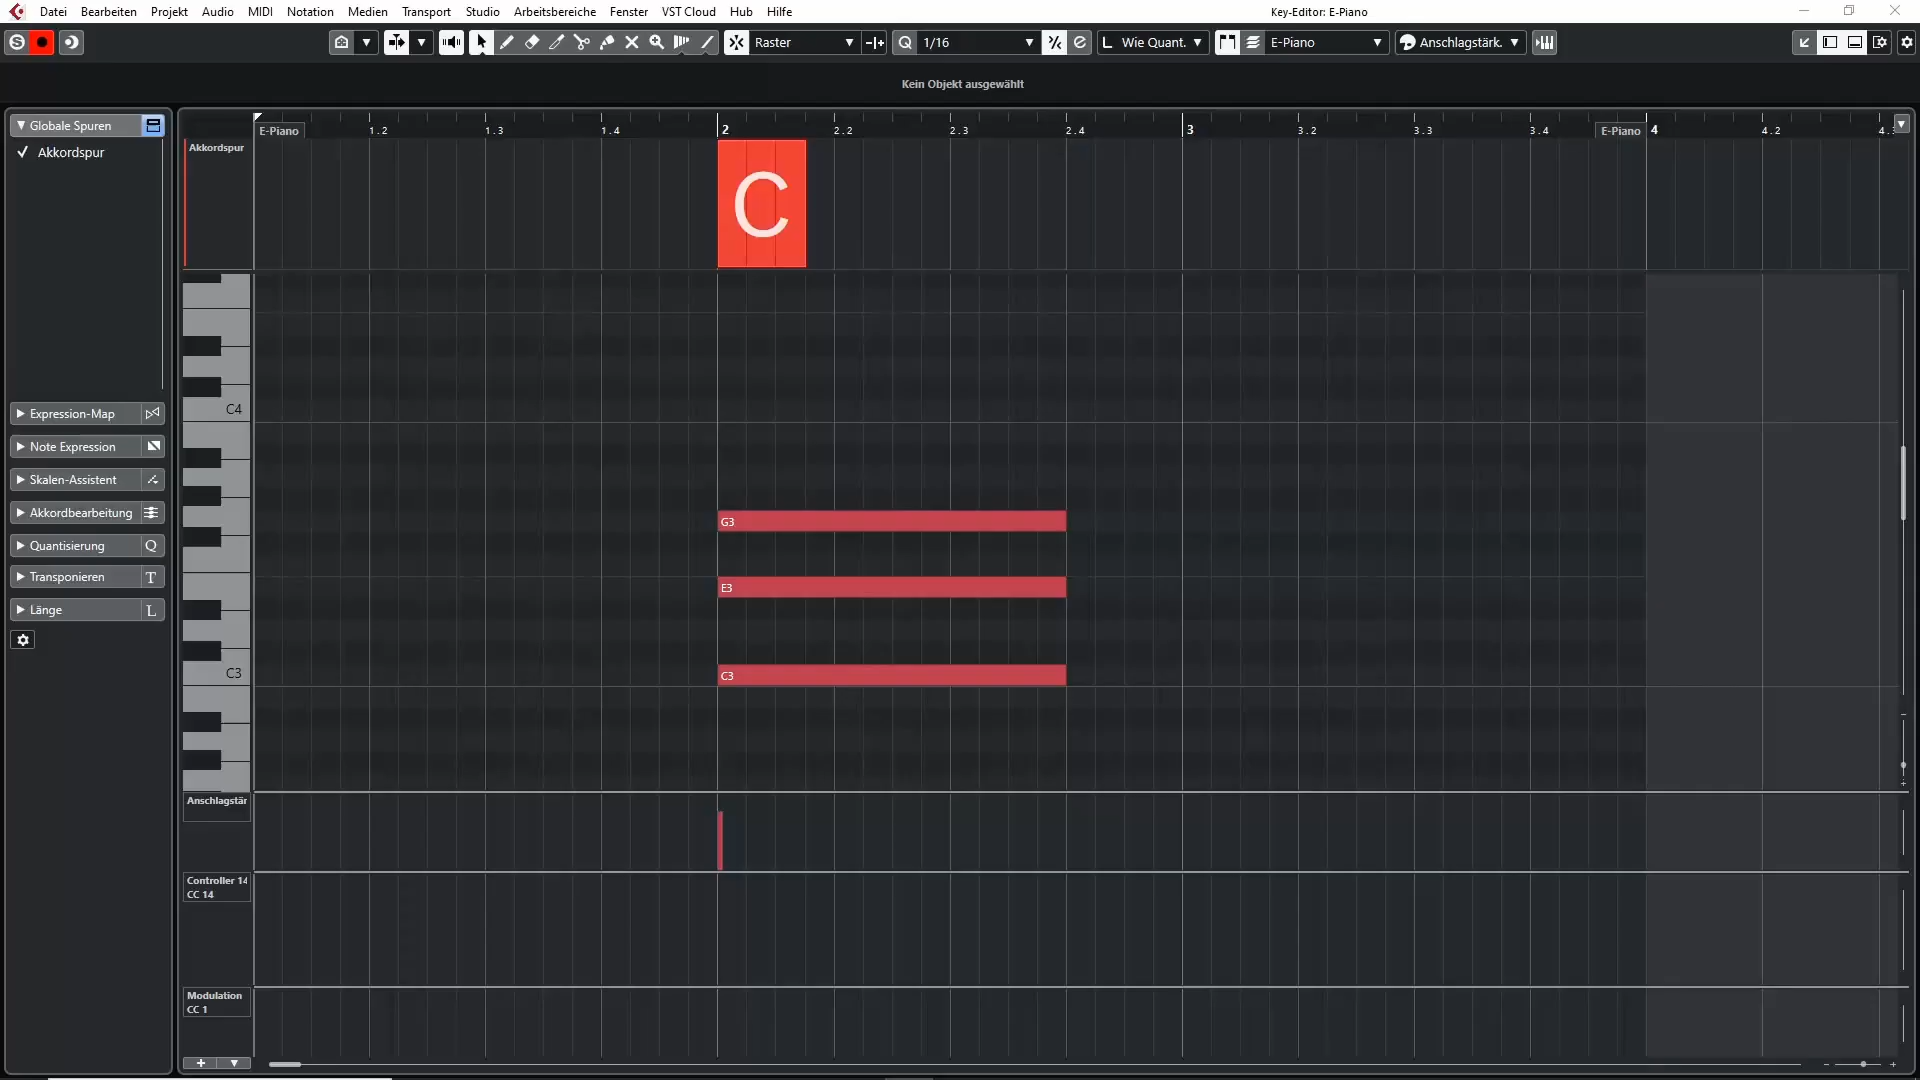 Datei Bearbeiten Projekt Audio MIDI Notation Medien Transport Studio Arbeitsbereiche Fenster VST Cloud Hub Hilfe Key-Editor: E-Piano
Raster 1/16 Wie Quant. E-Piano Anschlagstärk.
Kein Objekt ausgewählt
Globale Spuren
Akkordspur
Expression-Map
Note Expression
Skalen-Assistent
Akkordbearbeitung
Quantisierung Q
Transponieren T
Länge L
E-Piano 1.2 1.3 1.4 2 2.2 2.3 2.4 3 3.2 3.3 3.4 E-Piano 4 4.2
Akkordspur
C
C4
G3
E3
C3 C3
Anschlagstär
Controller 14
CC 14
Modulation
CC 1